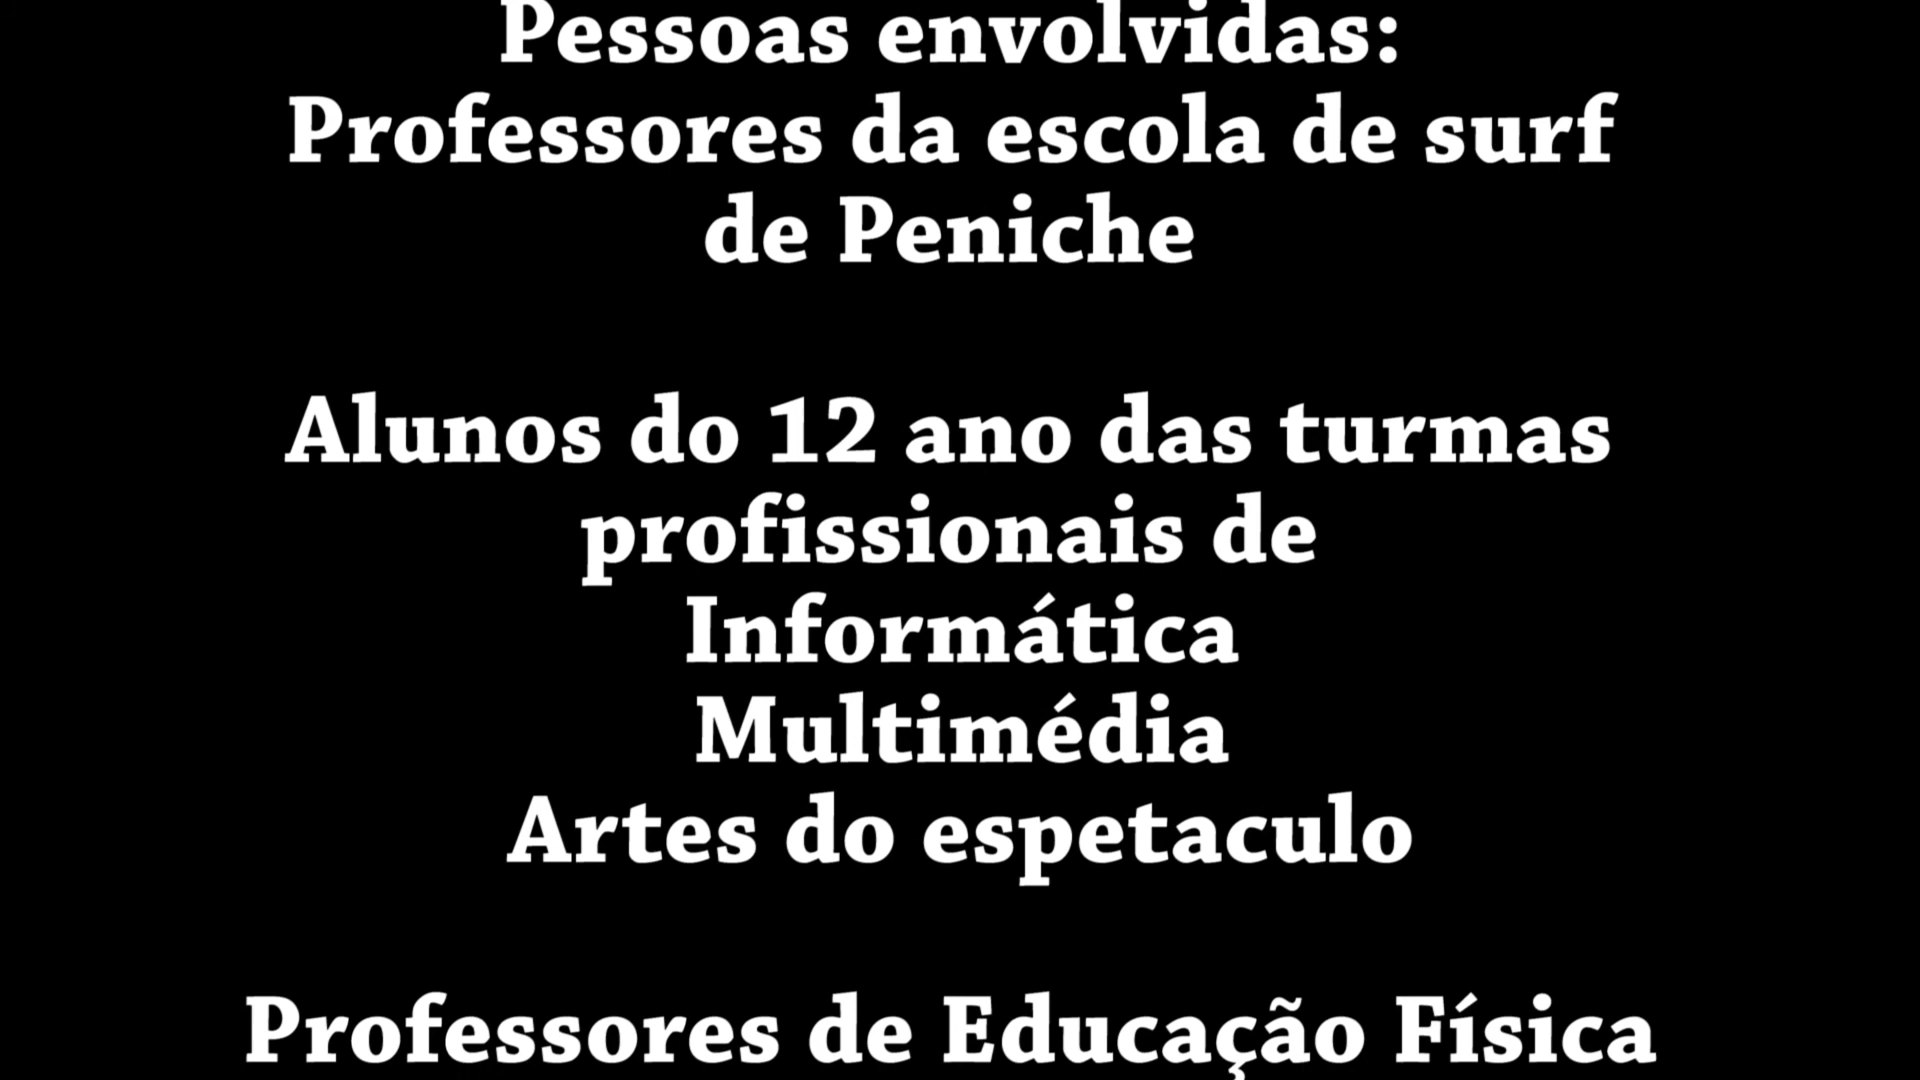 Pessoas envolvidas:
Professores da escola de surf
de Peniche
Alunos do 12 ano das turmas
profissionais de
Informática
Multimédia
Artes do espetaculo
Professores de Educação Física